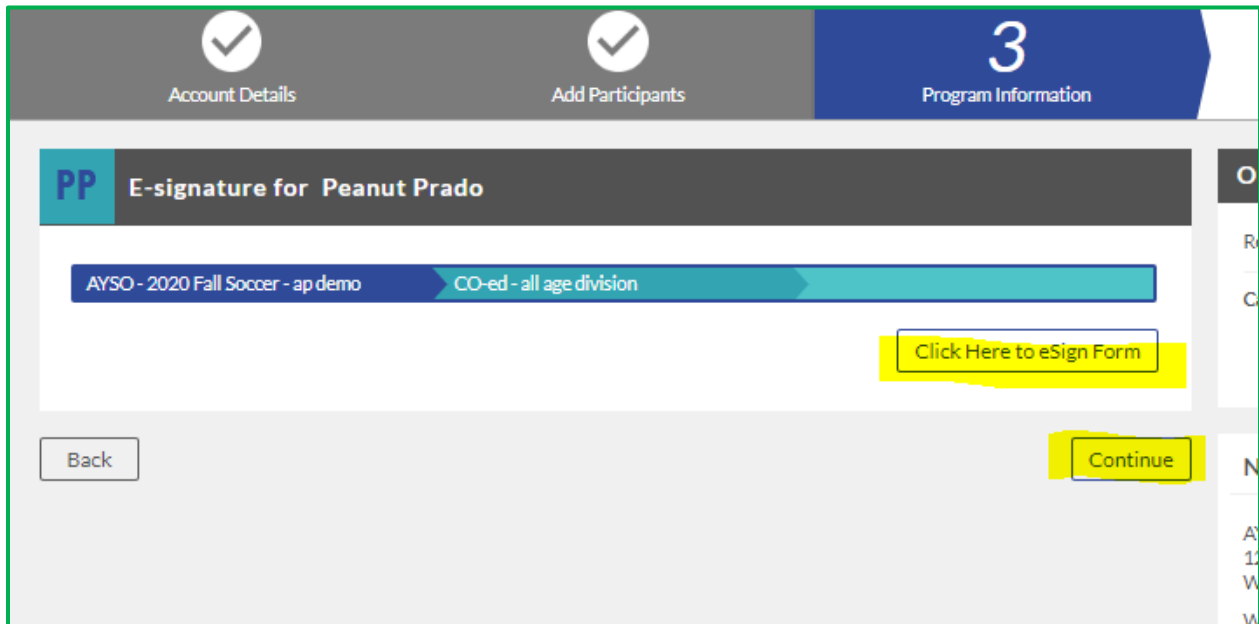 3
Account Details
Add Participants
Program Information
PP
E-signature for Peanut Prado
AYSO - 2020 Fall Soccer - ap demo
CO-ed - all age division
Click Here to eSign Form
Back
Continue